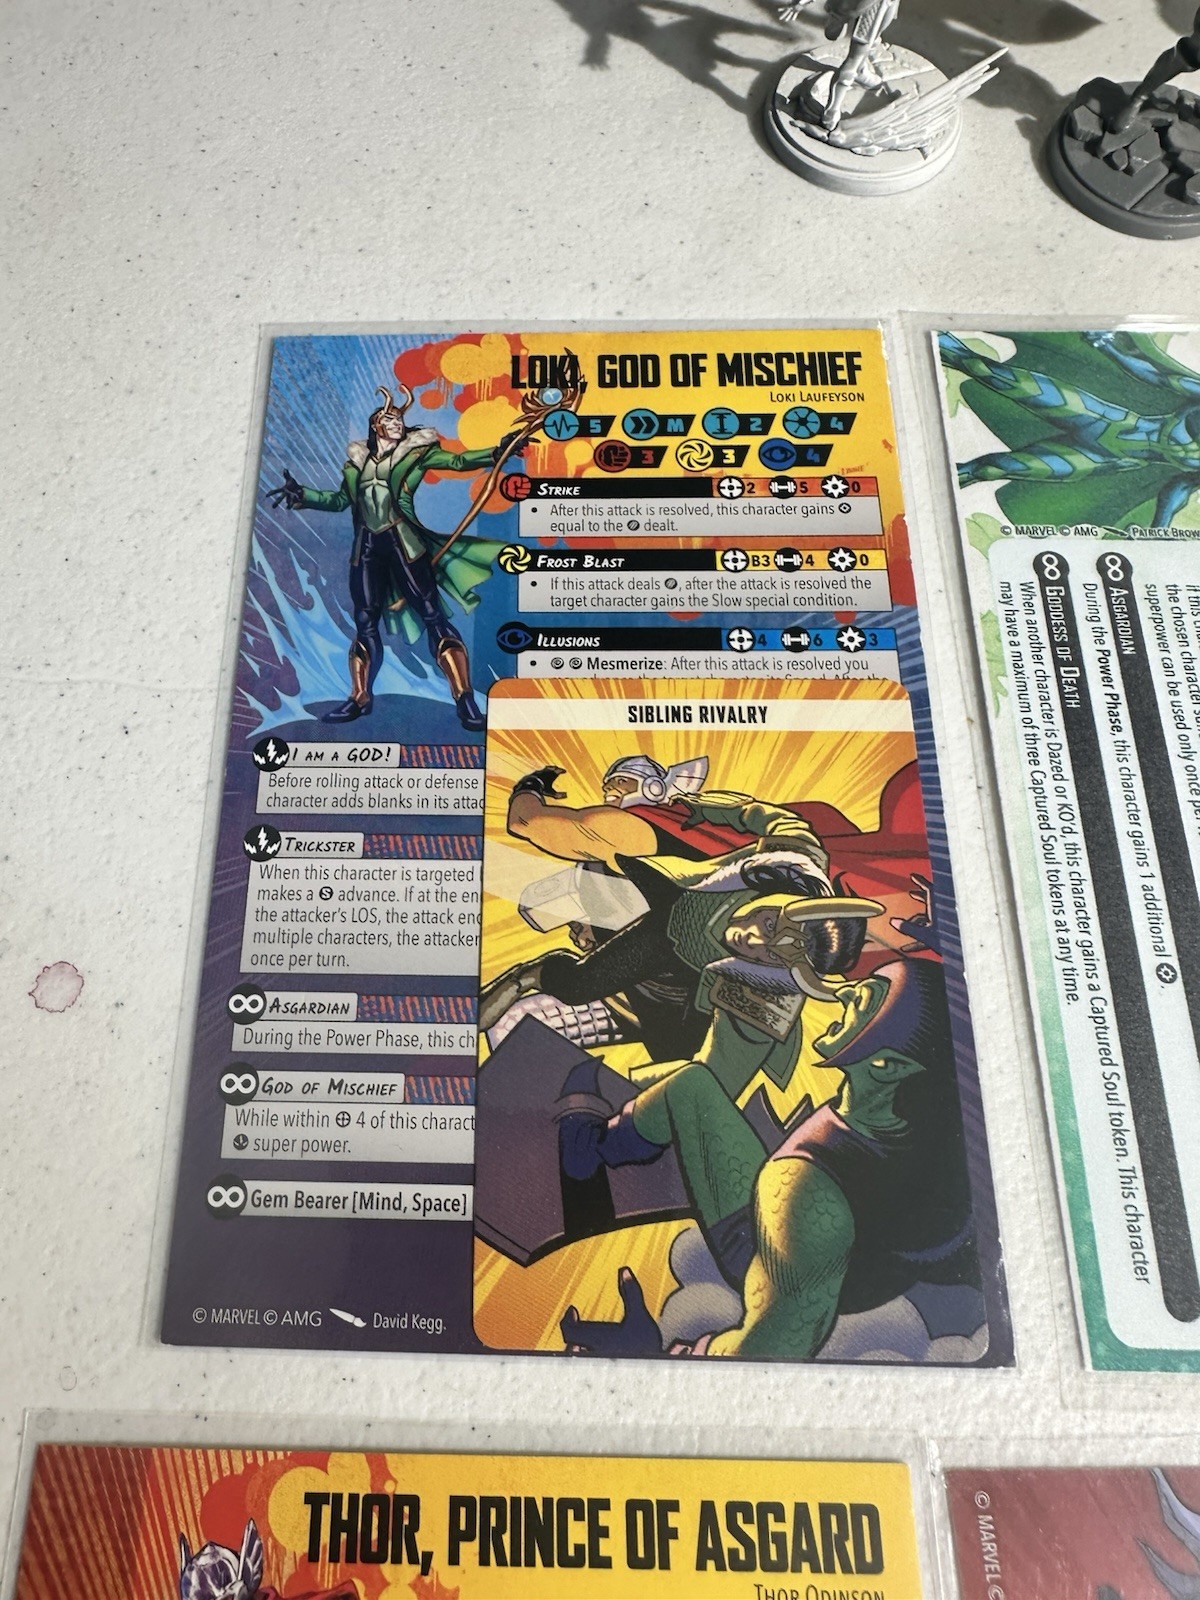 LOKI, GOD OF MISCHIEF
Loki Laufeyson
5 M 2 4
3 3 4
Strike 2 5 0
• After this attack is resolved, this character gains
equal to the dealt.
Frost Blast B3 4 0
• If this attack deals , after the attack is resolved the
target character gains the Slow special condition.
Illusions 4 6 3
• Mesmerize: After this attack is resolved you
I am a GOD!
Before rolling attack or defense
character adds blanks in its
Trickster
When this character is targeted
makes a S advance. If at the
the attacker's LOS, the attack
multiple characters, the attacker
once per turn.
Asgardian
During the Power Phase, this
God of Mischief
While within 4 of this
super power.
Gem Bearer [Mind, Space]
© MARVEL © AMG David Kegg.
SIBLING RIVALRY
© MARVEL © AMG Patrick
the chosen character
superpower can be used only once
Asgardian
During the Power Phase, this character gains 1 additional .
Goddess of Death
When another character is Dazed or KO'd, this character gains a Captured Soul token. This character
may have a maximum of three Captured Soul tokens at any time.
THOR, PRINCE OF ASGARD
Thor Odinson
© MARVEL ©